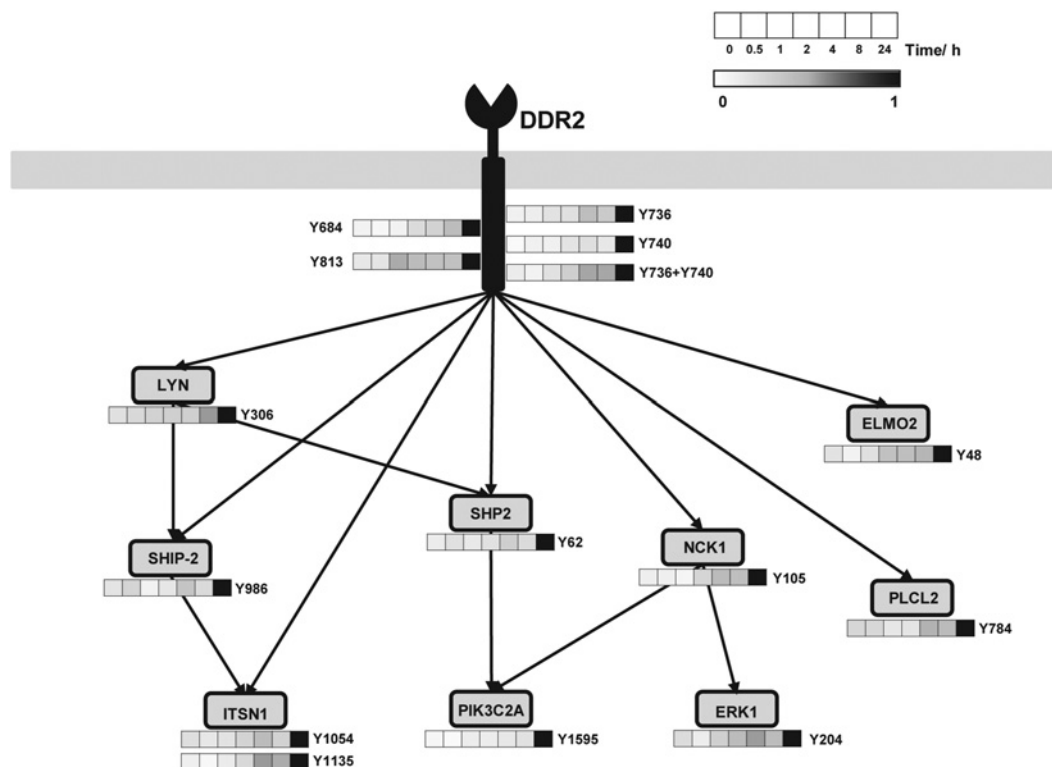 0 0.5 1 2 4 8 24 Time/ h
0 1
DDR2
Y684 Y736
Y740
Y813 Y736+Y740
LYN
Y306
ELMO2
Y48
SHP2
Y62
SHIP-2
Y986
NCK1
Y105
PLCL2
Y784
ITSN1
Y1054
Y1135
PIK3C2A
Y1595
ERK1
Y204